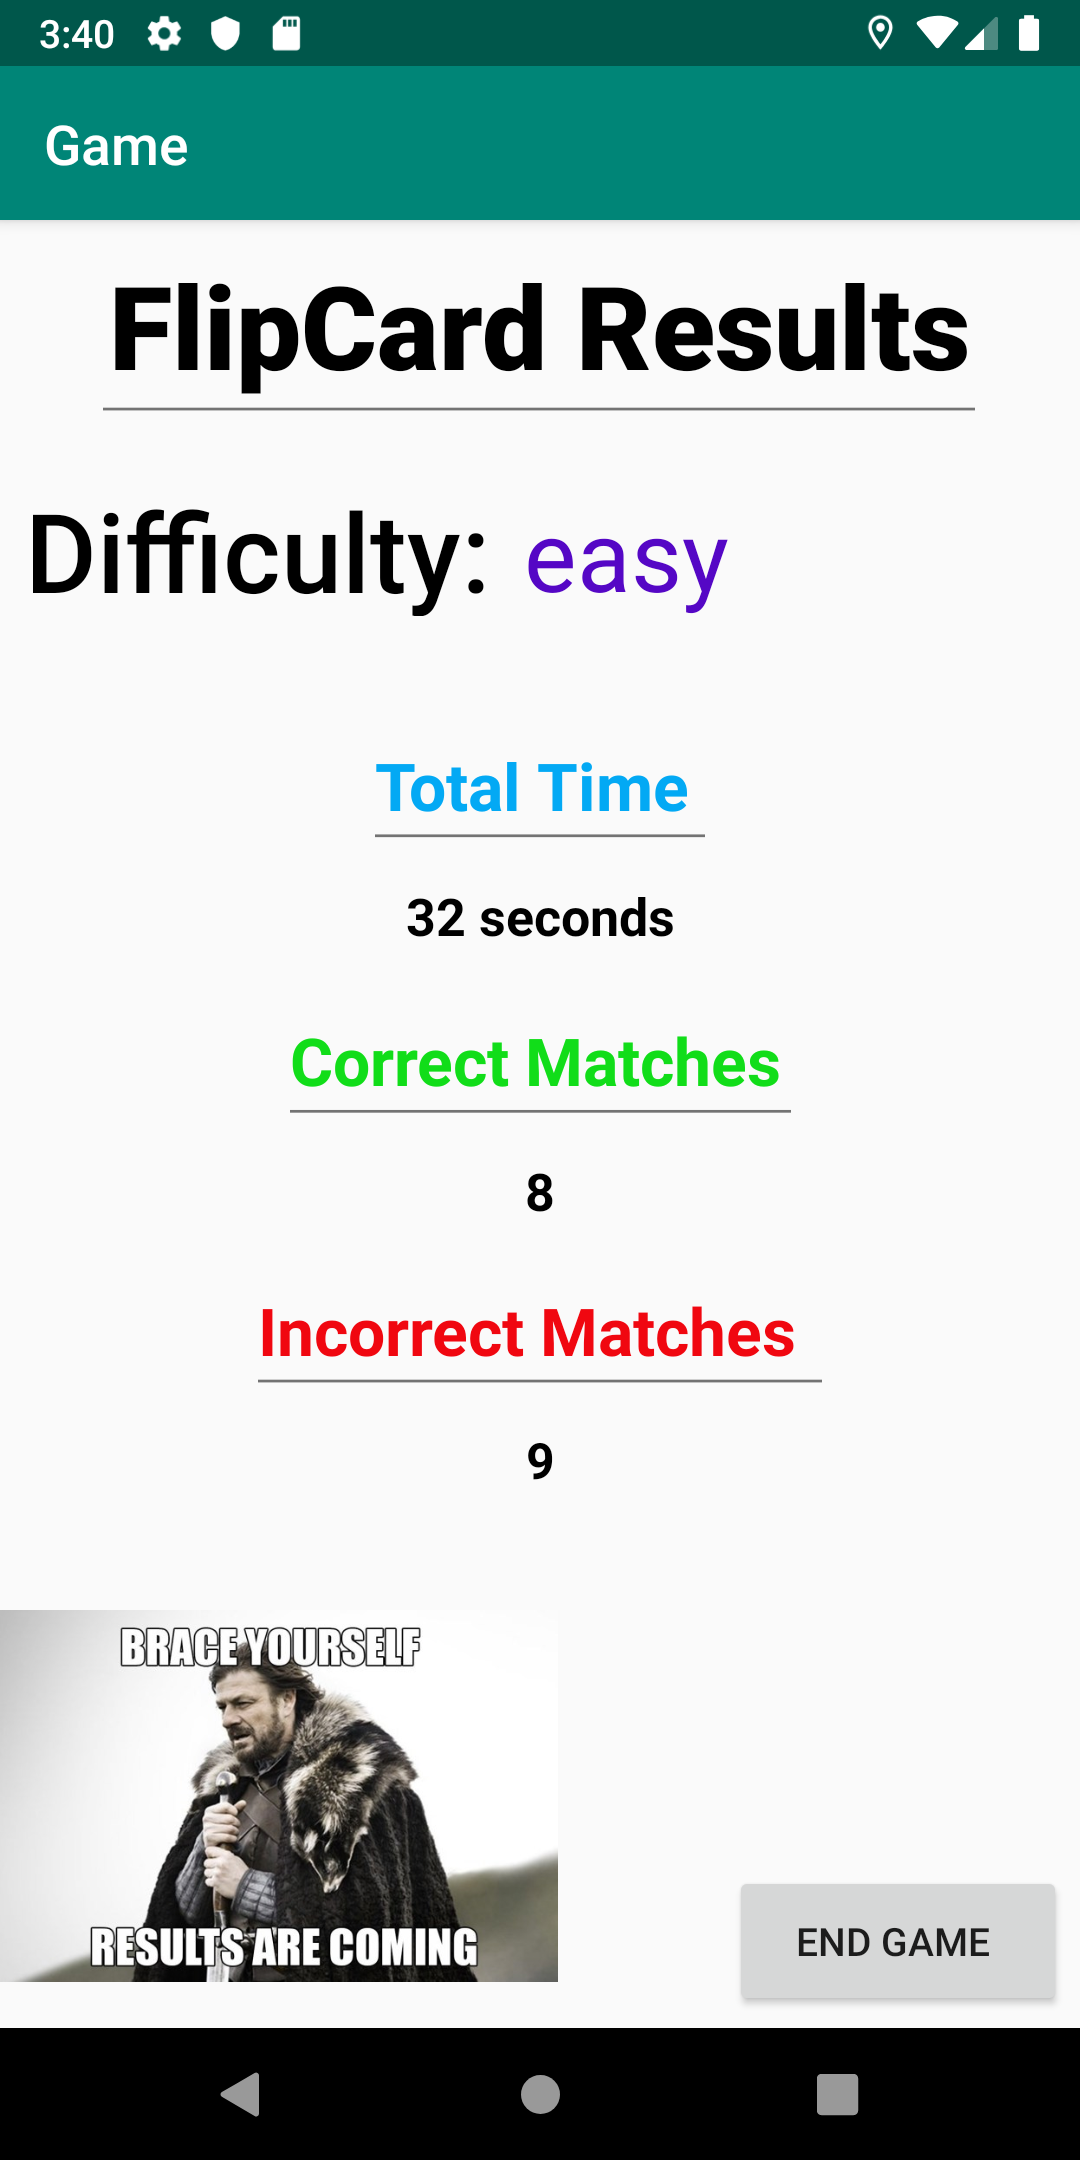 3:40
Game
FlipCard Results
Difficulty: easy
Total Time
32 seconds
Correct Matches
8
Incorrect Matches
9
BRACE YOURSELF
RESULTS ARE COMING
END GAME